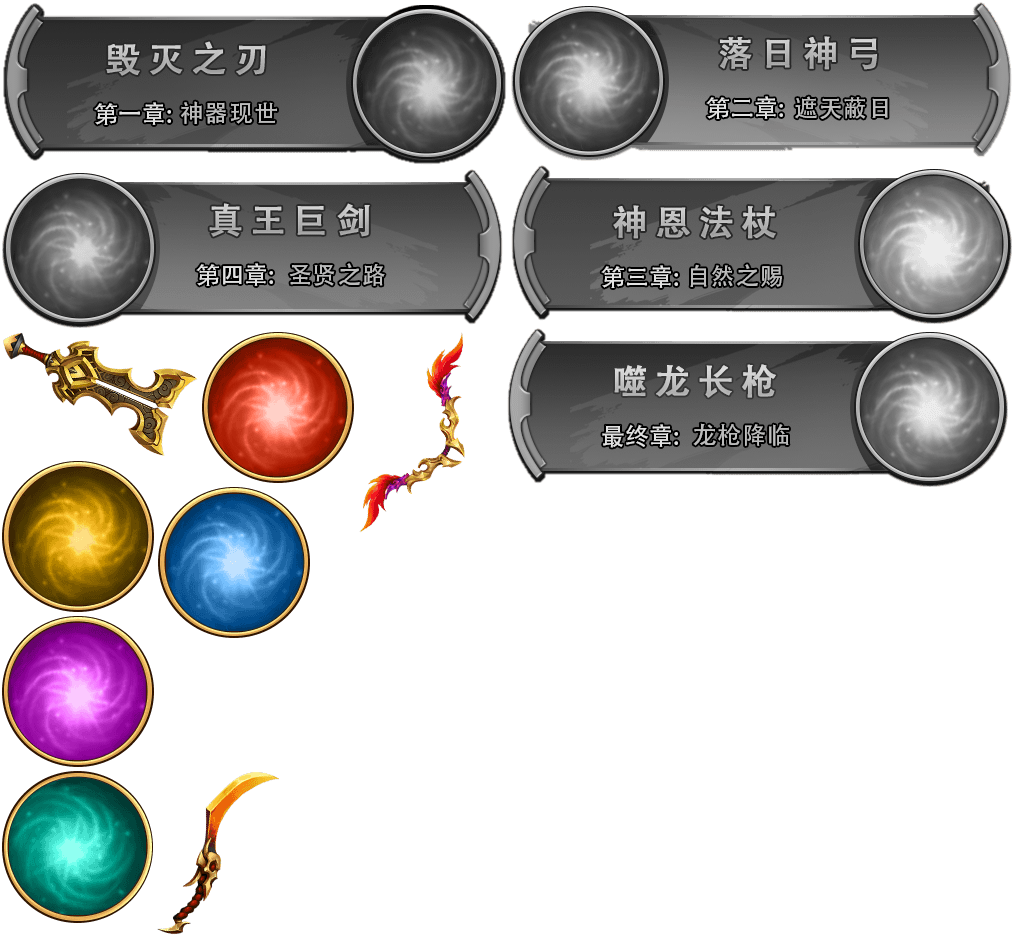 毁灭之刃
第一章: 神器现世
落日神弓
第二章: 遮天蔽日
真王巨剑
第四章: 圣贤之路
神恩法杖
第三章: 自然之赐
噬龙长枪
最终章: 龙枪降临